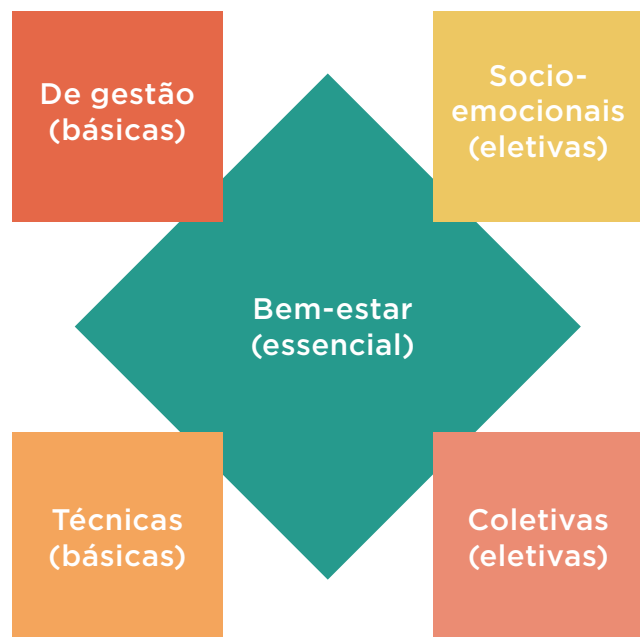 De gestão
(básicas)
Socio-
emocionais
(eletivas)
Bem-estar
(essencial)
Técnicas
(básicas)
Coletivas
(eletivas)